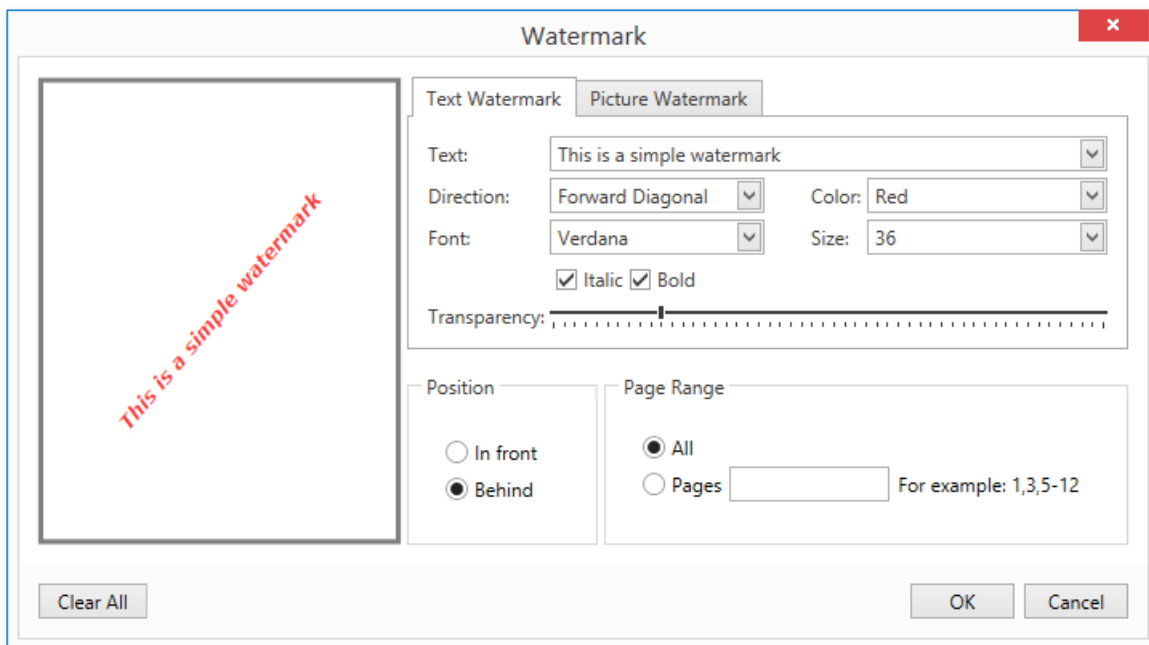 Watermark
This is a simple watermark
Text Watermark
Picture Watermark
Text: This is a simple watermark
Direction: Forward Diagonal Color: Red
Font: Verdana Size: 36
Italic Bold
Transparency:
Position
In front
Behind
Page Range
All
Pages For example: 1,3,5-12
Clear All OK Cancel